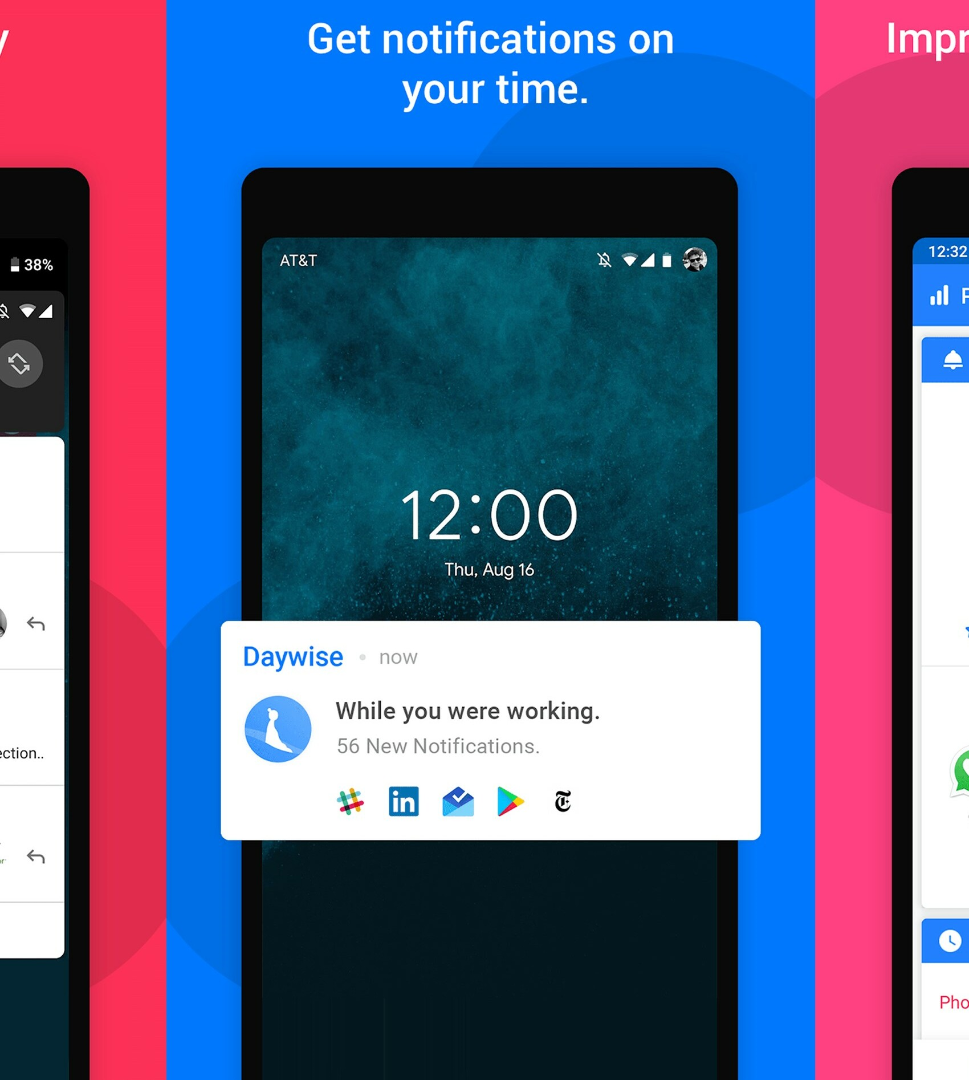 y
38%
ection..
or
Get notifications on
your time.
AT&T
12:00
Thu, Aug 16
Daywise • now
While you were working.
56 New Notifications.
in
T
Impr
12:32
P
Pho